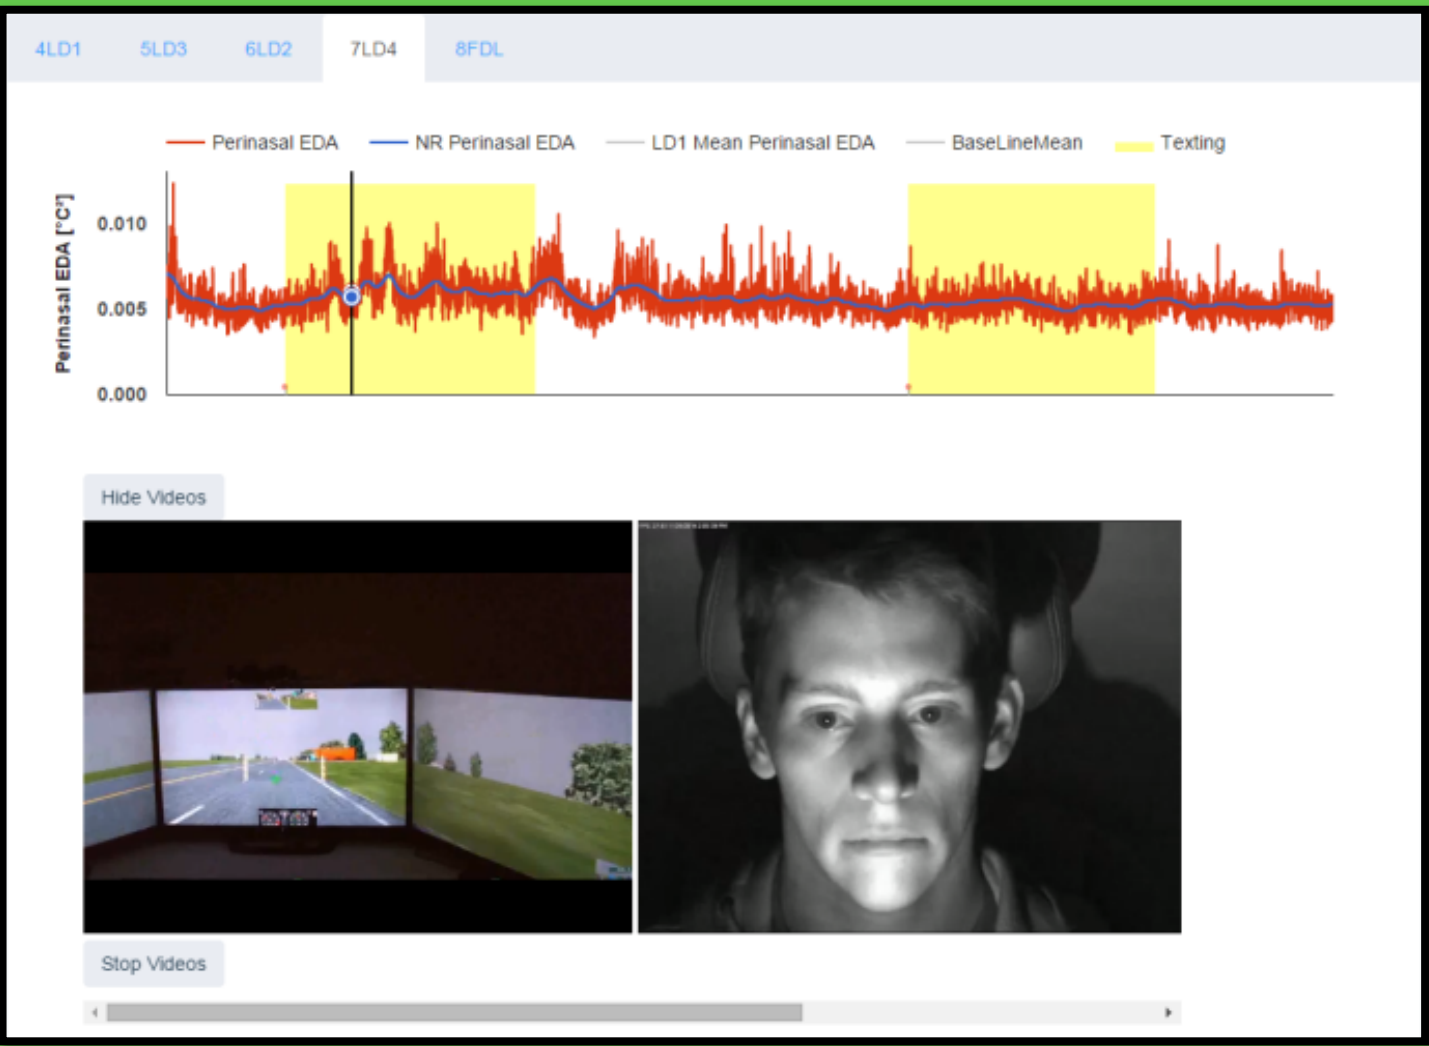 4LD1 5LD3 6LD2 7LD4 8FDL
Perinasal EDA NR Perinasal EDA LD1 Mean Perinasal EDA BaseLineMean Texting
Perinasal EDA [°C²]
0.010
0.005
0.000
Hide Videos
Stop Videos